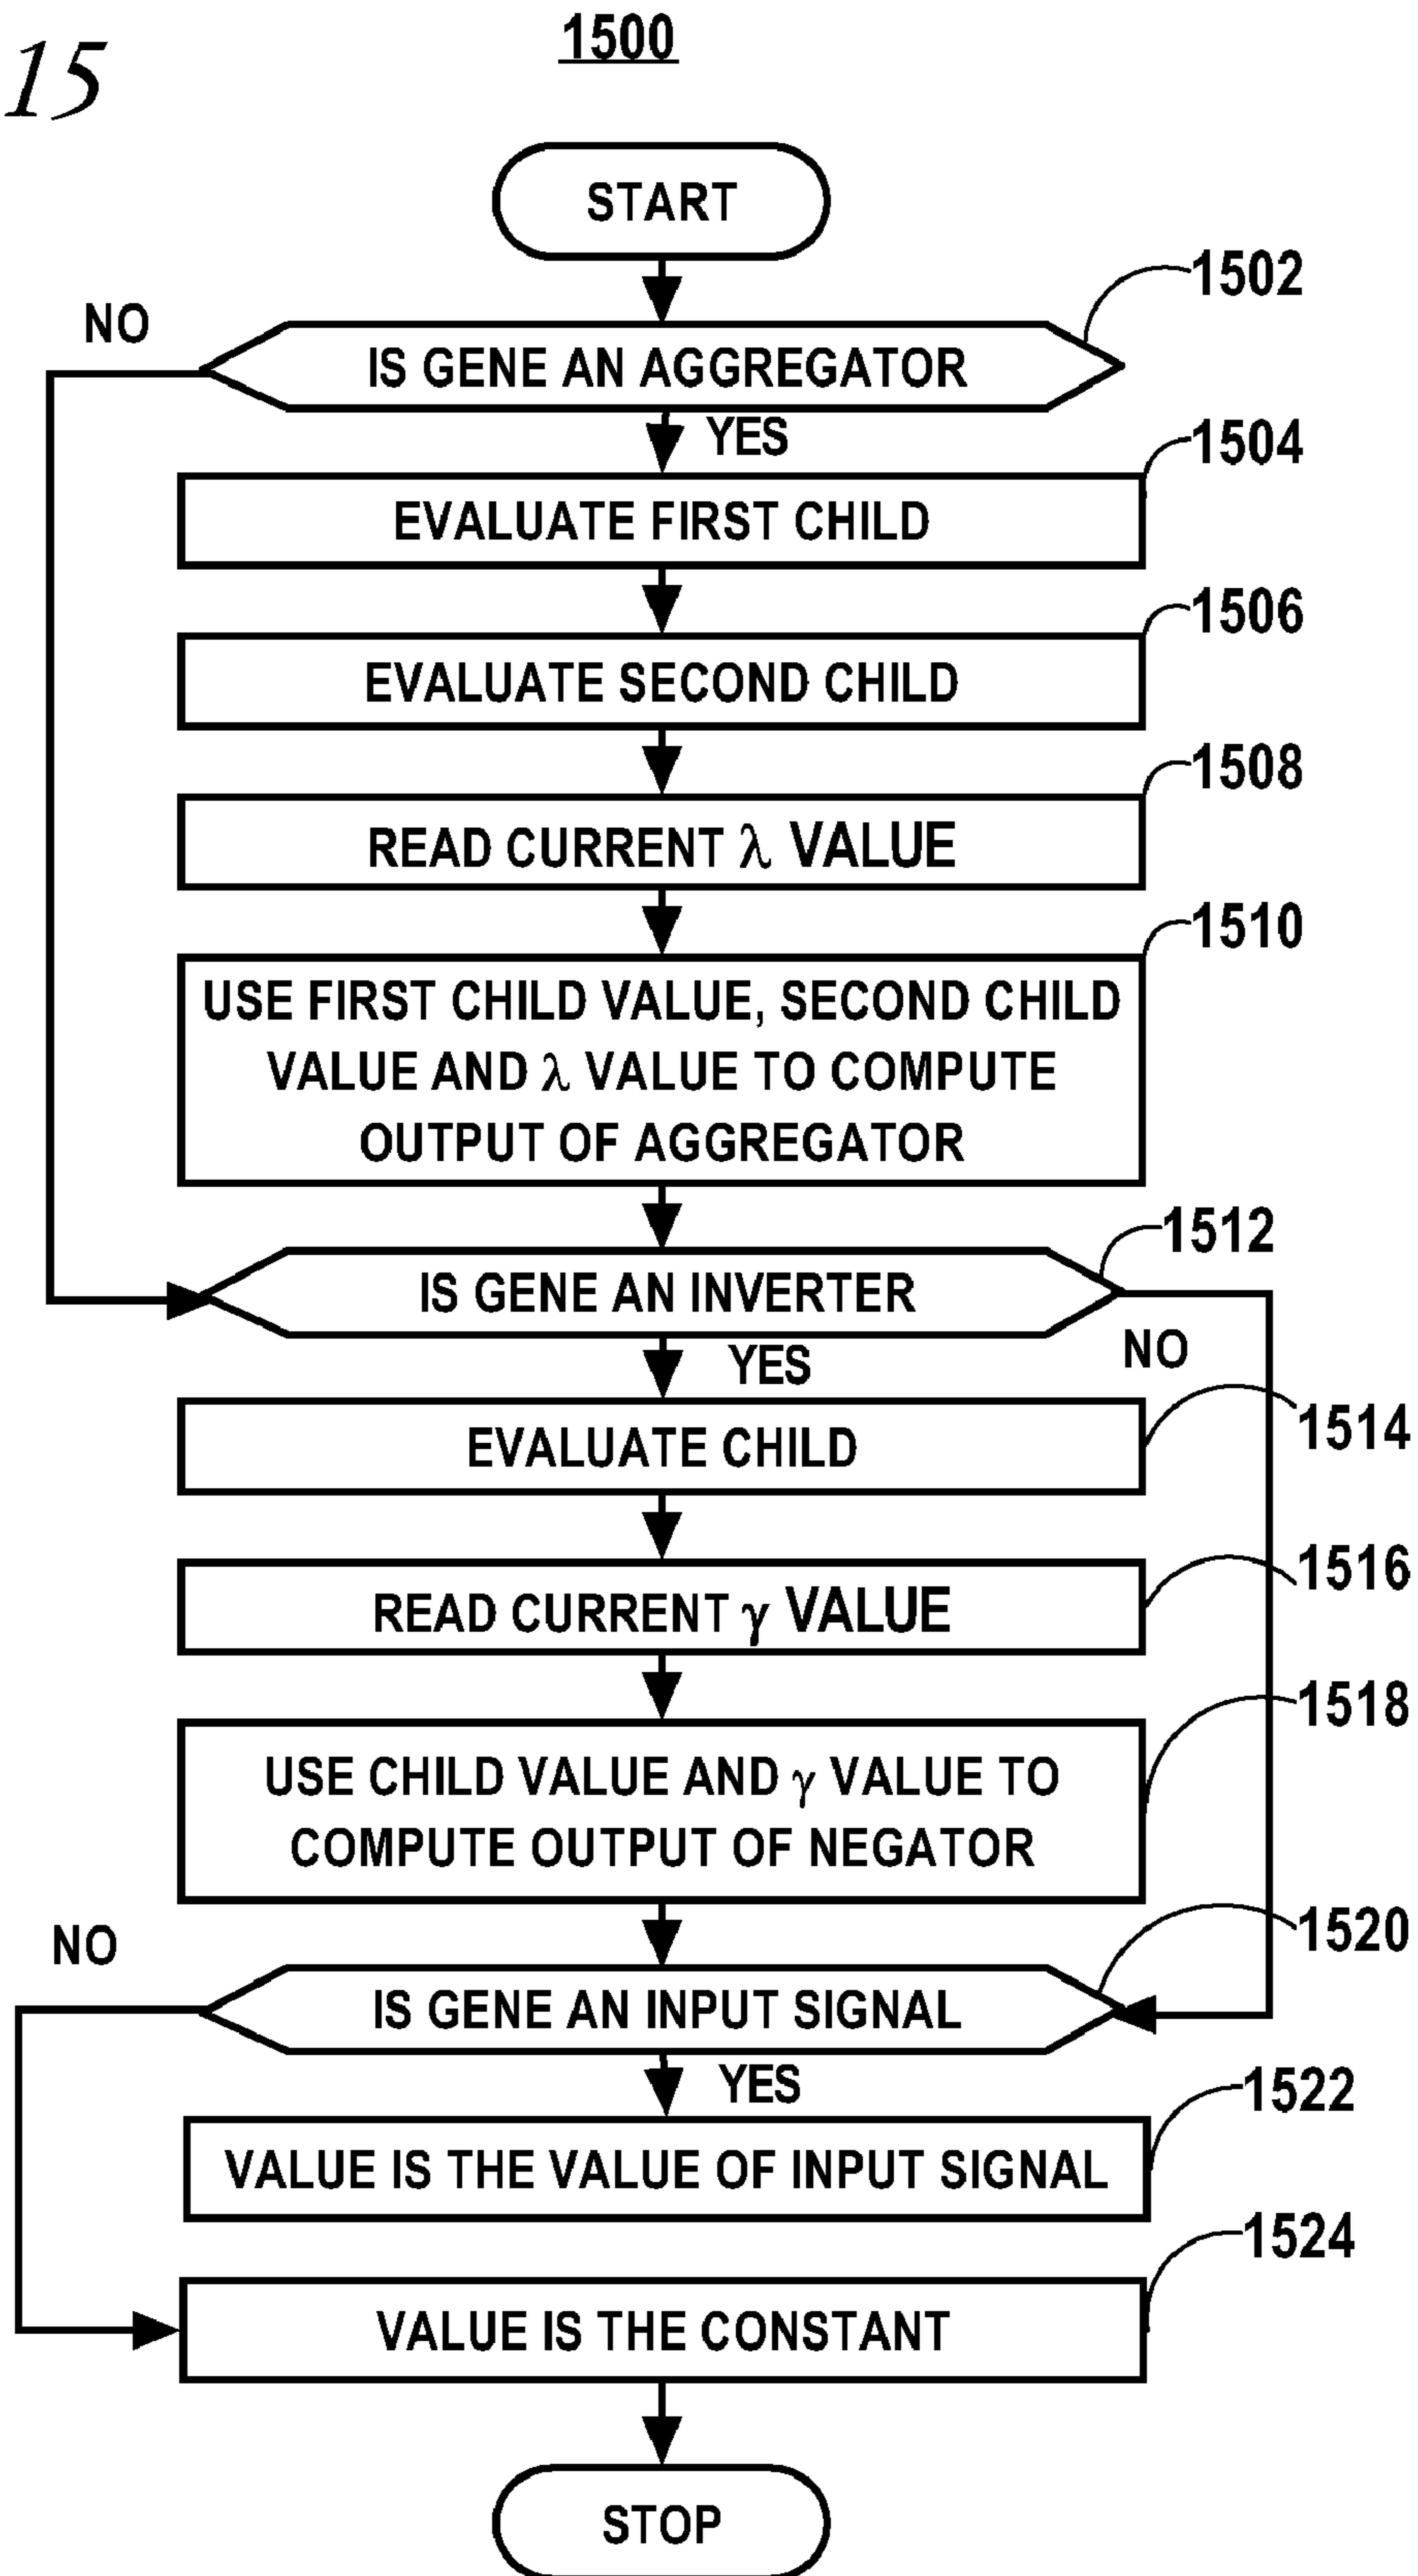 15
1500
START
1502
NO
IS GENE AN AGGREGATOR
YES
1504
EVALUATE FIRST CHILD
1506
EVALUATE SECOND CHILD
1508
READ CURRENT λ VALUE
1510
USE FIRST CHILD VALUE, SECOND CHILD
VALUE AND λ VALUE TO COMPUTE
OUTPUT OF AGGREGATOR
1512
IS GENE AN INVERTER
YES
NO
1514
EVALUATE CHILD
1516
READ CURRENT γ VALUE
1518
USE CHILD VALUE AND γ VALUE TO
COMPUTE OUTPUT OF NEGATOR
1520
NO
IS GENE AN INPUT SIGNAL
YES
1522
VALUE IS THE VALUE OF INPUT SIGNAL
1524
VALUE IS THE CONSTANT
STOP